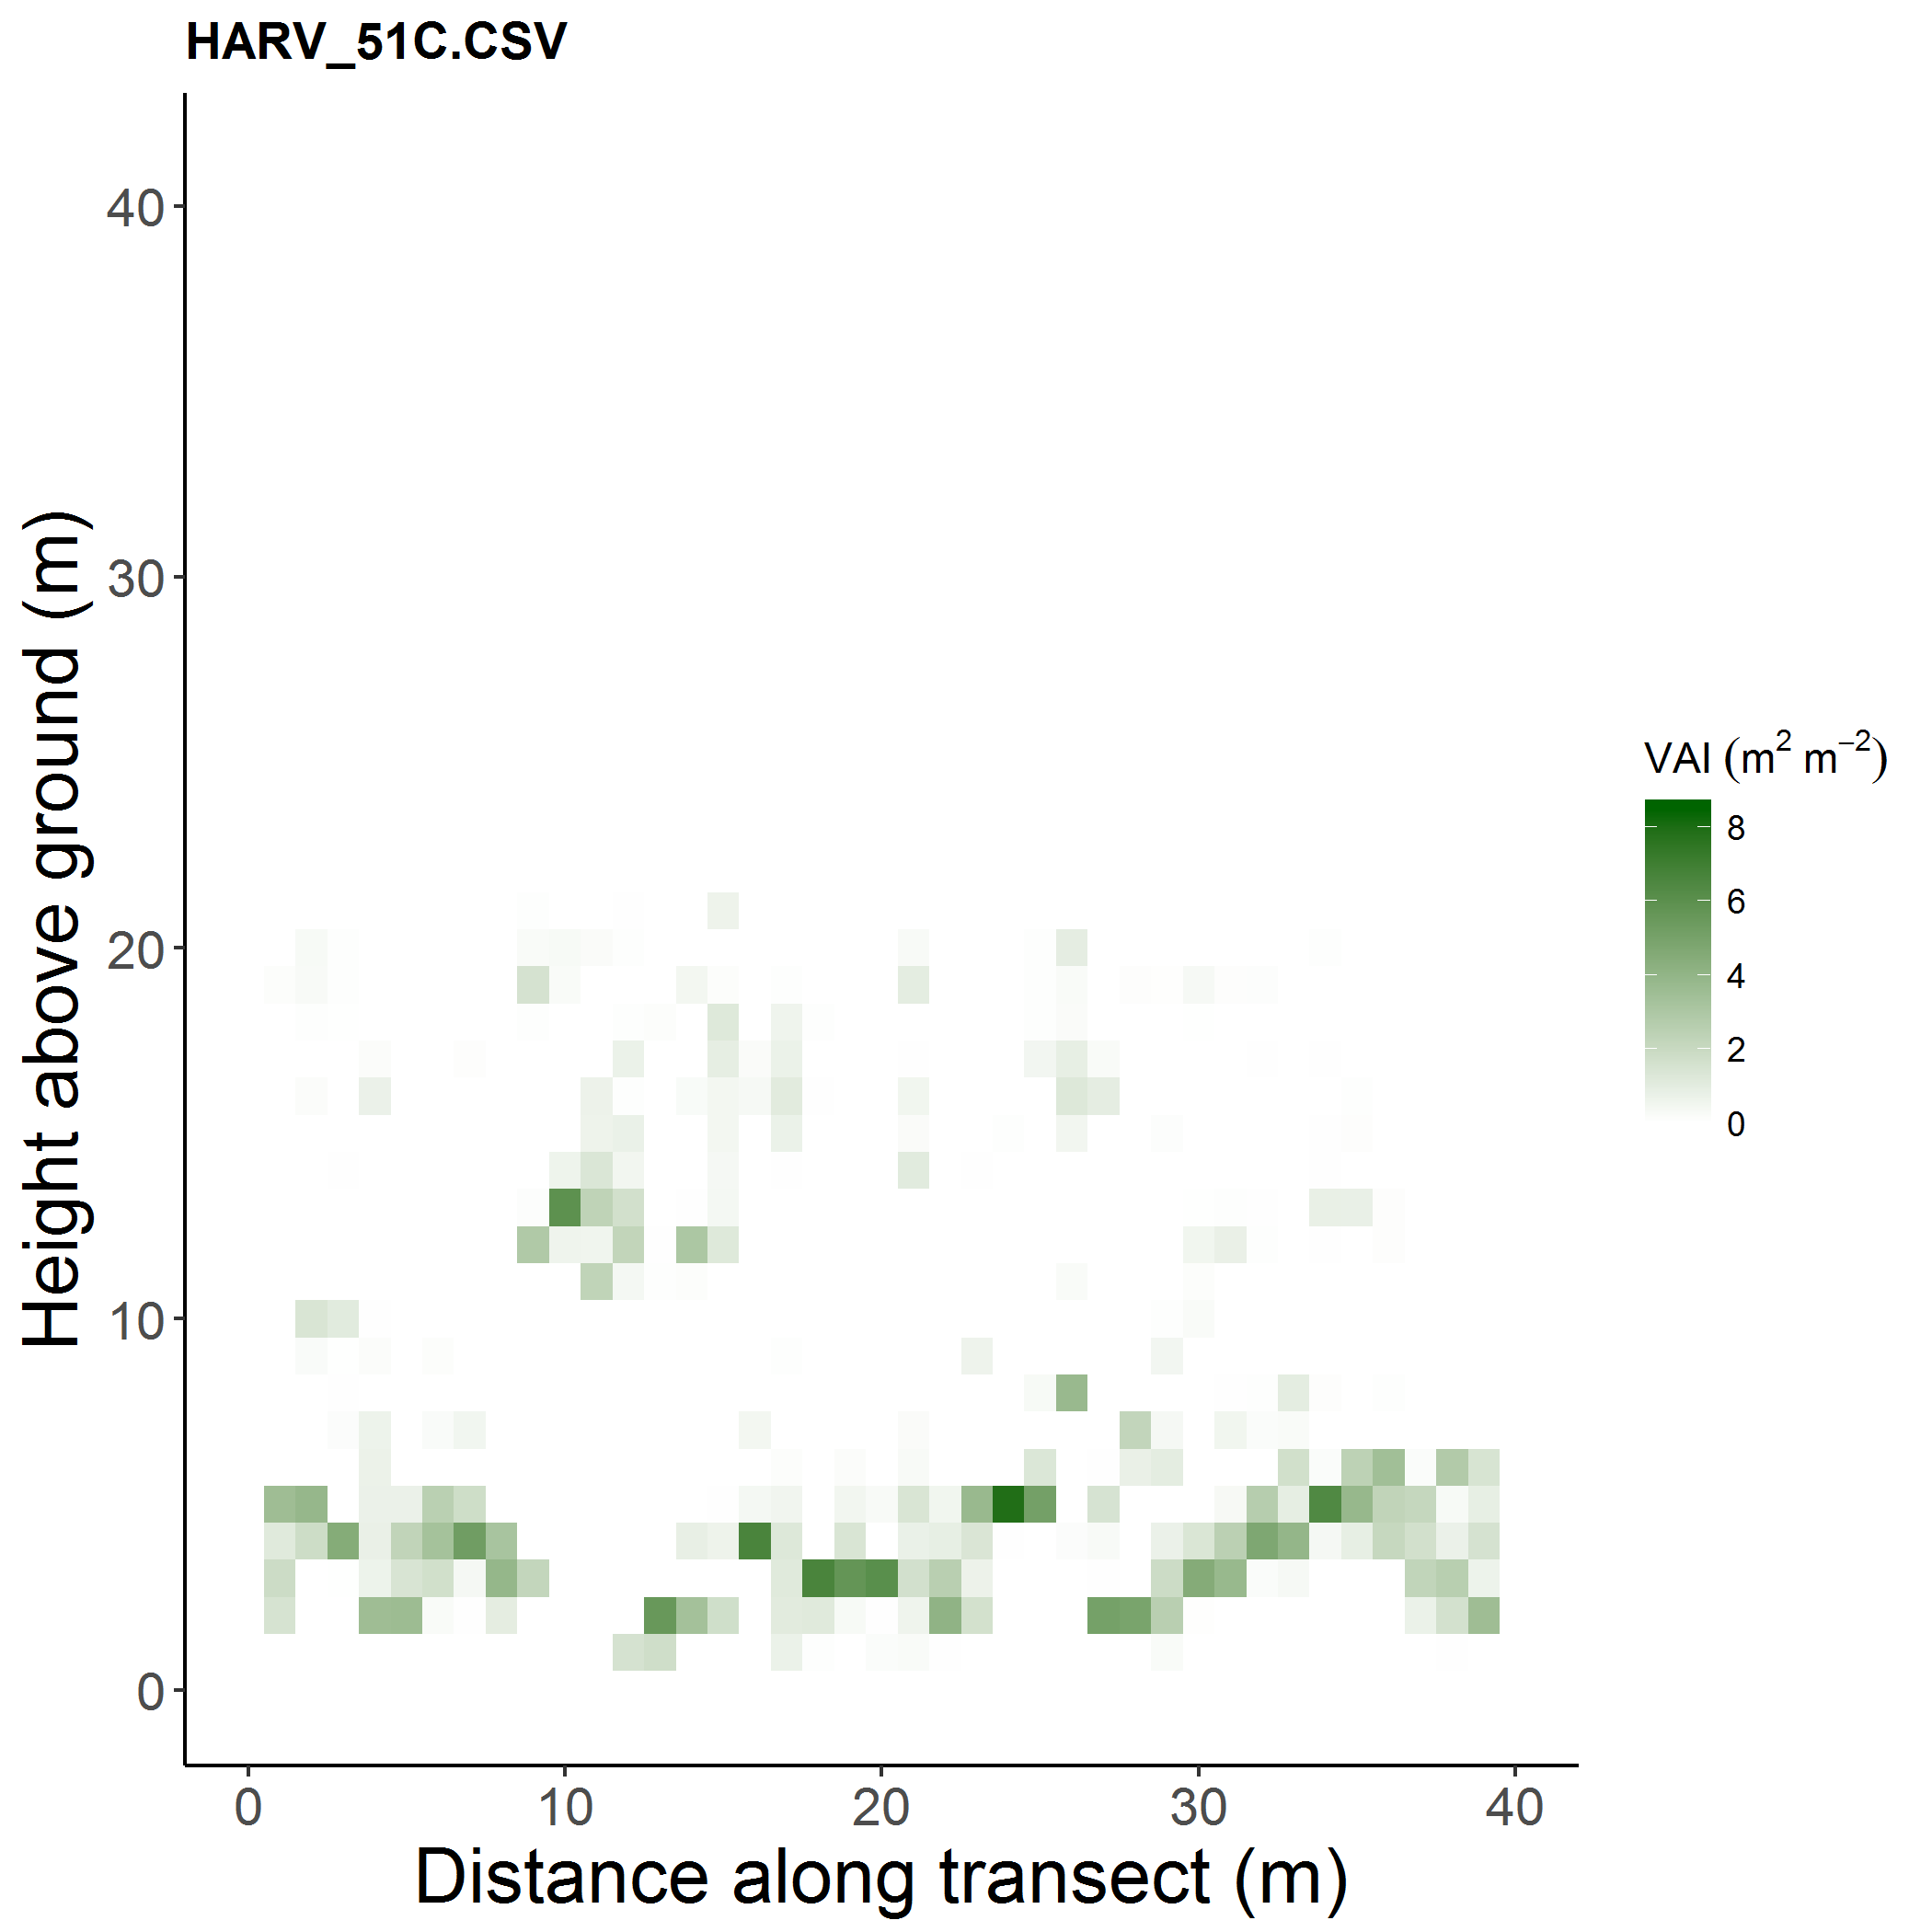 HARV_51C.CSV
Height above ground (m)
40
30
20
10
0
0 10 20 30 40
Distance along transect (m)
VAI (m² m⁻²)
8
6
4
2
0